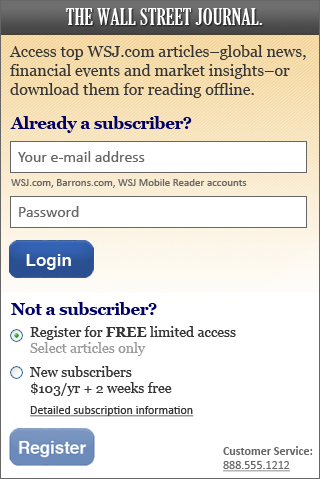 THE WALL STREET JOURNAL.
Access top WSJ.com articles–global news,
financial events and market insights–or
download them for reading offline.
Already a subscriber?
Your e-mail address
WSJ.com, Barrons.com, WSJ Mobile Reader accounts
Password
Login
Not a subscriber?
Register for FREE limited access
Select articles only
New subscribers
$103/yr + 2 weeks free
Detailed subscription information
Register
Customer Service:
888.555.1212